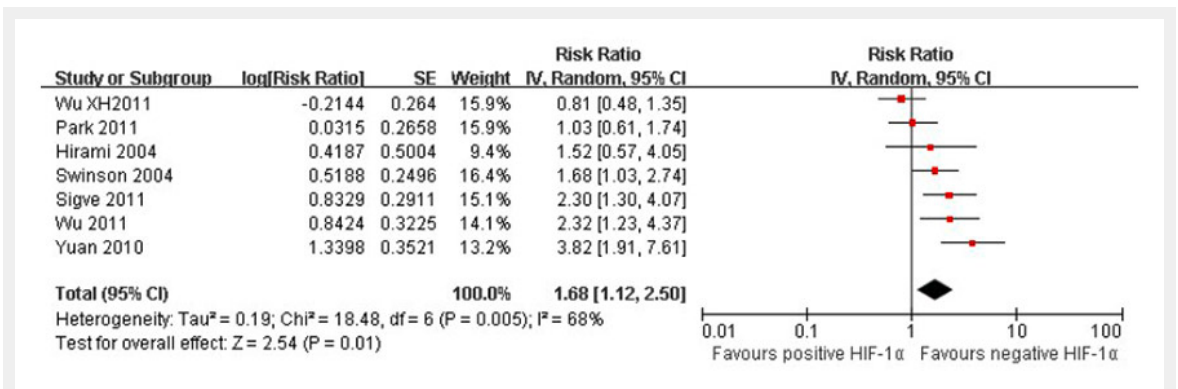 Risk Ratio Risk Ratio
Study or Subgroup log[Risk Ratio] SE Weight IV, Random, 95% CI IV, Random, 95% CI
Wu XH2011 -0.2144 0.264 15.9% 0.81 [0.48, 1.35]
Park 2011 0.0315 0.2658 15.9% 1.03 [0.61, 1.74]
Hirami 2004 0.4187 0.5004 9.4% 1.52 [0.57, 4.05]
Swinson 2004 0.5188 0.2496 16.4% 1.68 [1.03, 2.74]
Sigve 2011 0.8329 0.2911 15.1% 2.30 [1.30, 4.07]
Wu 2011 0.8424 0.3225 14.1% 2.32 [1.23, 4.37]
Yuan 2010 1.3398 0.3521 13.2% 3.82 [1.91, 7.61]
Total (95% CI) 100.0% 1.68 [1.12, 2.50]
Heterogeneity: Tau² = 0.19; Chi² = 18.48, df = 6 (P = 0.005); I² = 68%
Test for overall effect: Z = 2.54 (P = 0.01)
0.01 0.1 1 10 100
Favours positive HIF-1α Favours negative HIF-1α